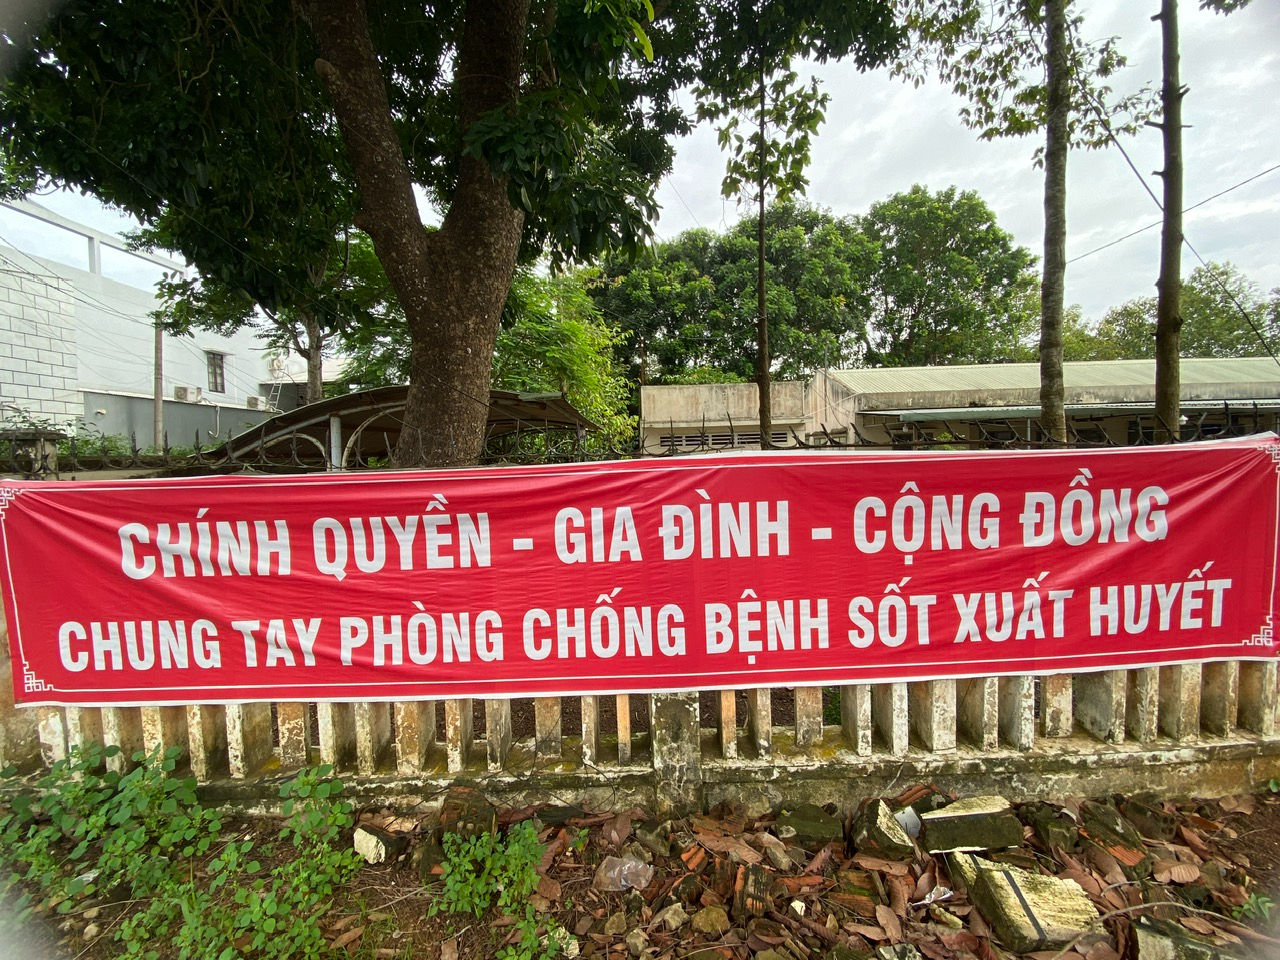 CHÍNH QUYỀN - GIA ĐÌNH - CỘNG ĐỒNG
CHUNG TAY PHÒNG CHỐNG BỆNH SỐT XUẤT HUYẾT